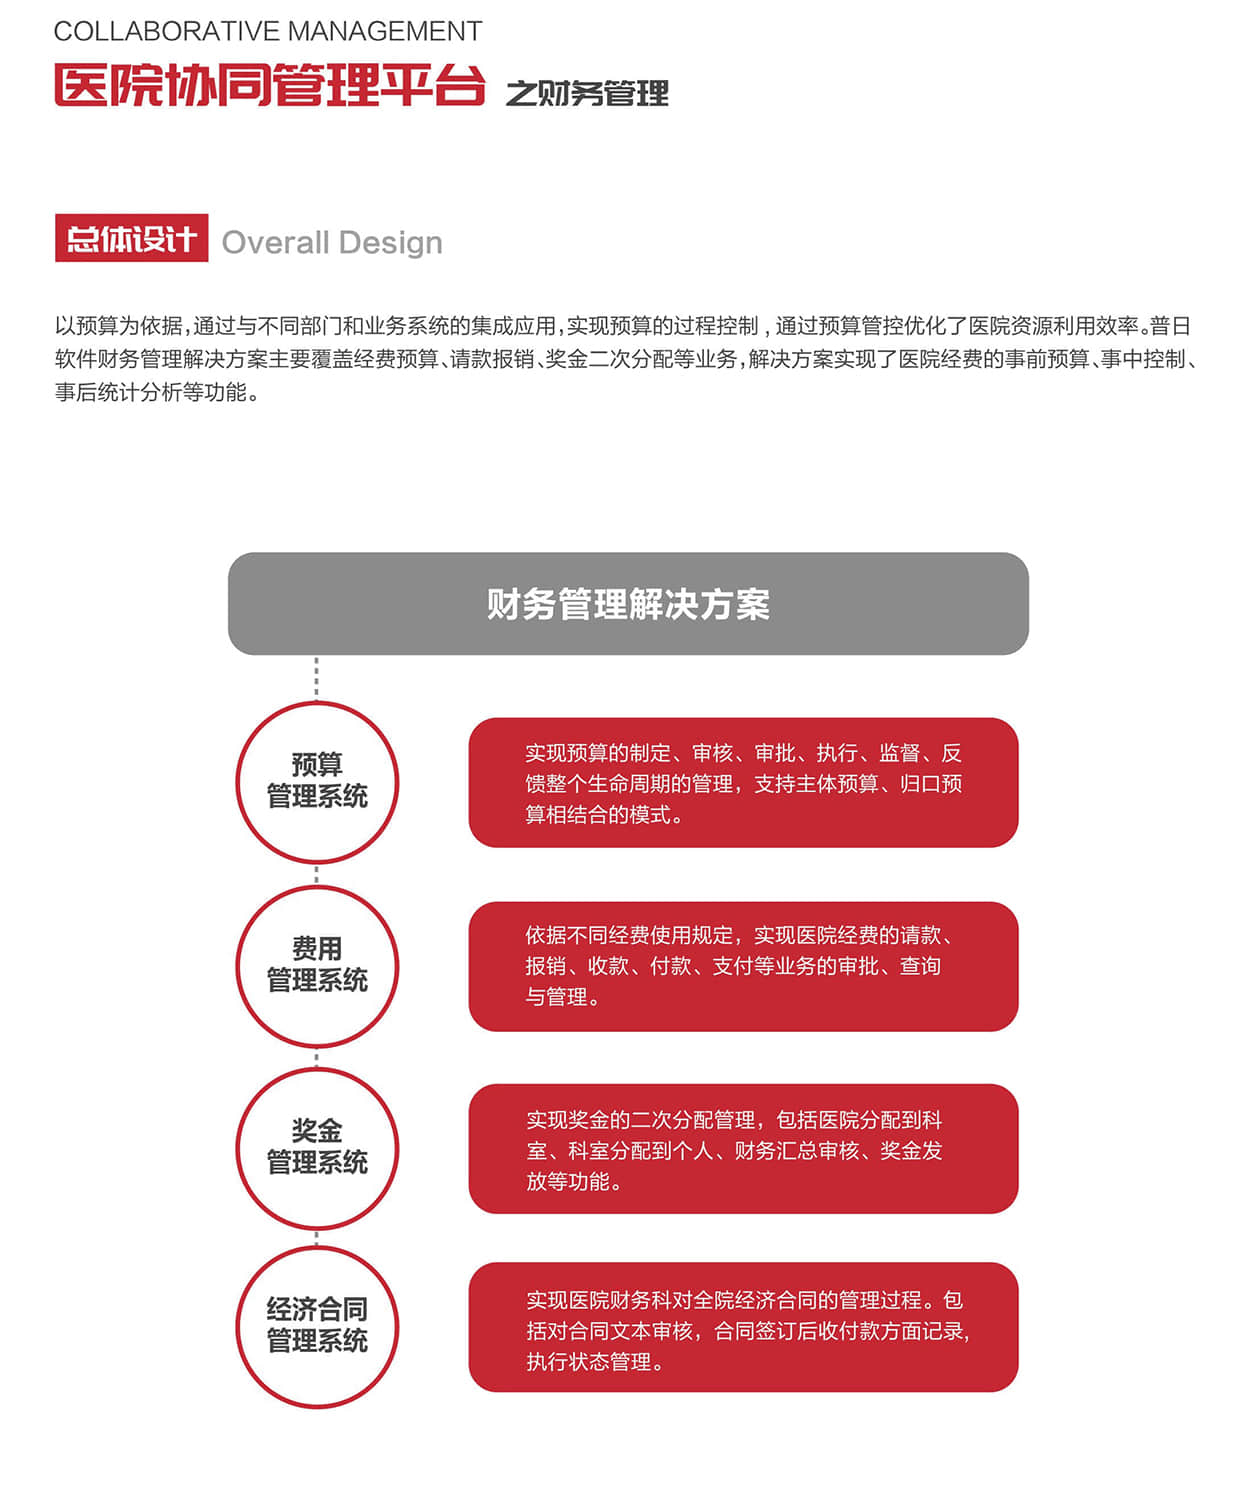 COLLABORATIVE MANAGEMENT
医院协同管理平台 之财务管理
总体设计 Overall Design
以预算为依据,通过与不同部门和业务系统的集成应用,实现预算的过程控制,通过预算管控优化了医院资源利用效率。普日
软件财务管理解决方案主要覆盖经费预算、请款报销、奖金二次分配等业务,解决方案实现了医院经费的事前预算、事中控制、
事后统计分析等功能。
财务管理解决方案
预算
管理系统
实现预算的制定、审核、审批、执行、监督、反
馈整个生命周期的管理，支持主体预算、归口预
算相结合的模式。
费用
管理系统
依据不同经费使用规定，实现医院经费的请款、
报销、收款、付款、支付等业务的审批、查询
与管理。
奖金
管理系统
实现奖金的二次分配管理，包括医院分配到科
室、科室分配到个人、财务汇总审核、奖金发
放等功能。
经济合同
管理系统
实现医院财务科对全院经济合同的管理过程。包
括对合同文本审核，合同签订后收付款方面记录,
执行状态管理。